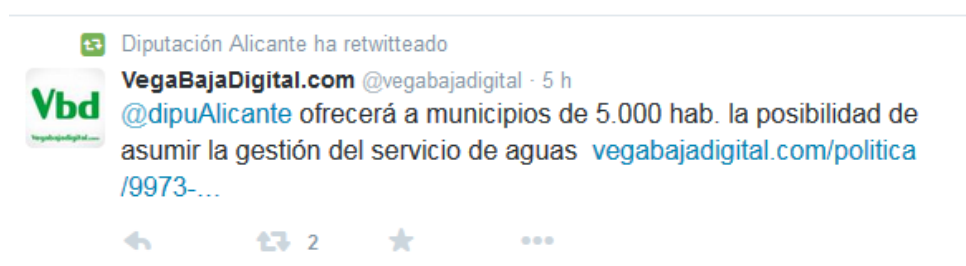 Diputación Alicante ha retwitteado
VegaBajaDigital.com @vegabajadigital · 5 h
Vbd
Vegabajadigital.com
@dipuAlicante ofrecerá a municipios de 5.000 hab. la posibilidad de
asumir la gestión del servicio de aguas vegabajadigital.com/politica
/9973-...
2